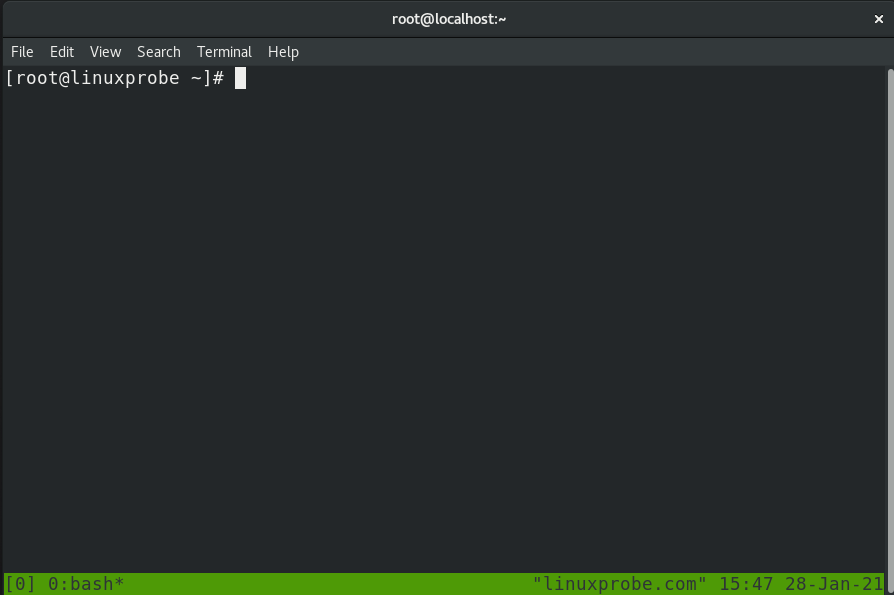 root@localhost:~ ×
File Edit View Search Terminal Help
[root@linuxprobe ~]#
[0] 0:bash* "linuxprobe.com" 15:47 28-Jan-21